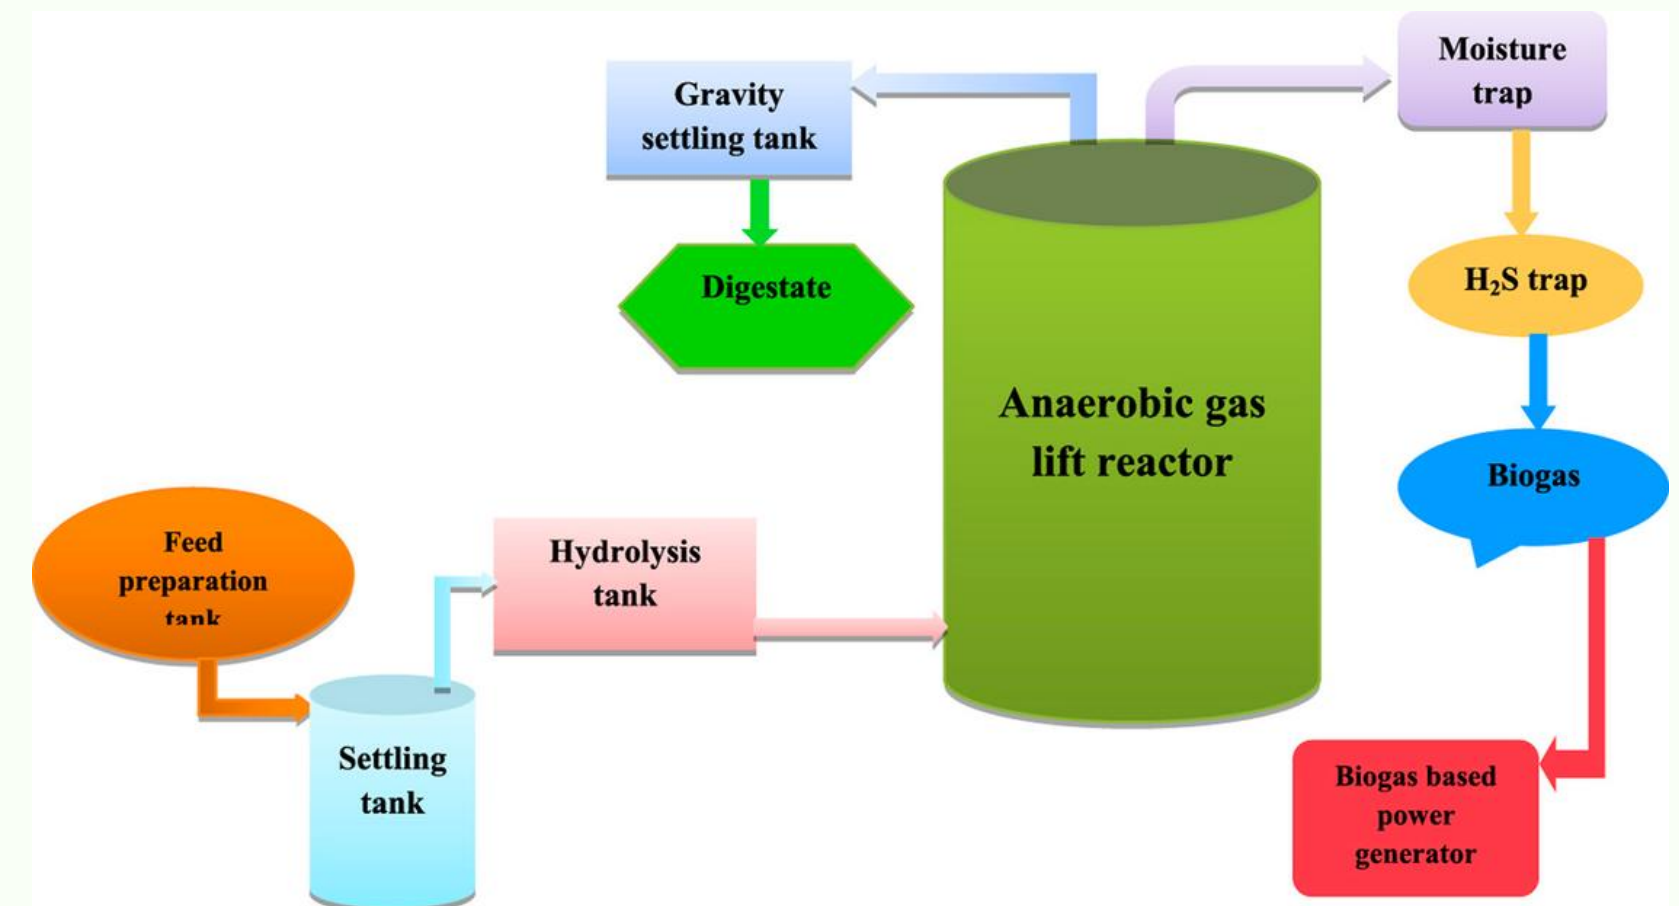 Gravity
settling tank
Digestate
Moisture
trap
H₂S trap
Biogas
Anaerobic gas
lift reactor
Feed
preparation
tank
Hydrolysis
tank
Settling
tank
Biogas based
power
generator